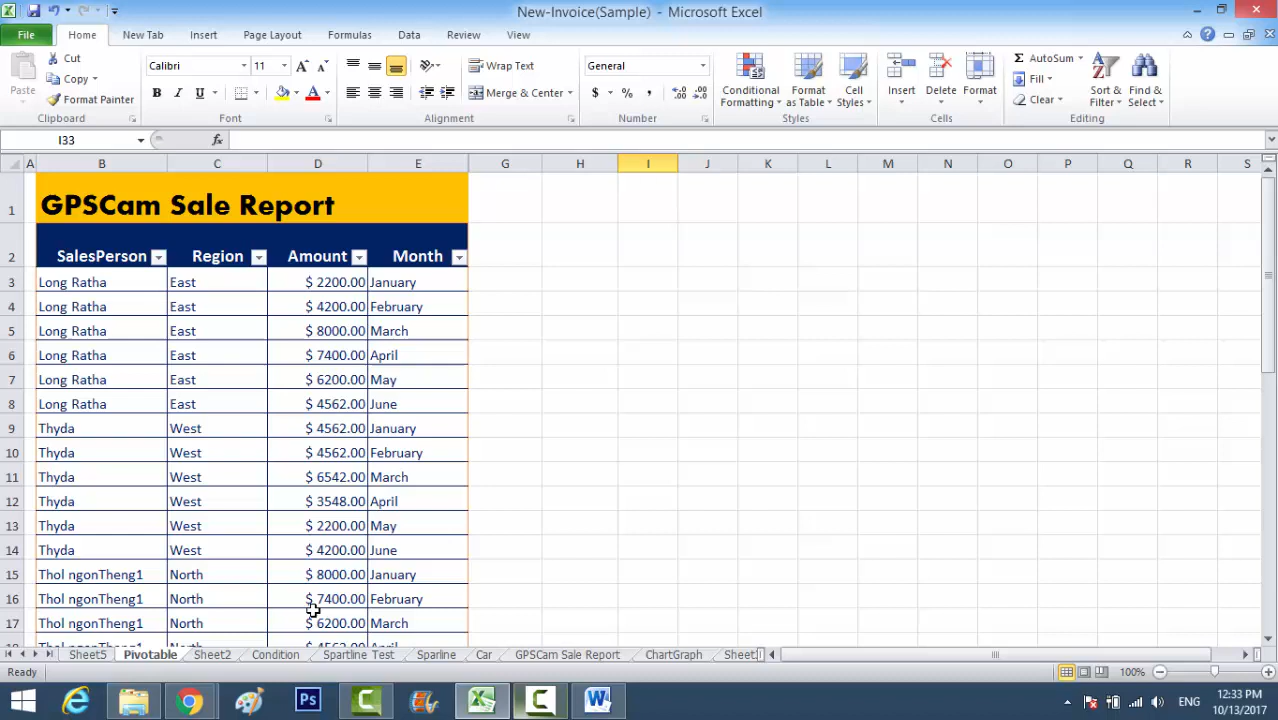 New-Invoice(Sample) - Microsoft Excel
File Home New Tab Insert Page Layout Formulas Data Review View
Paste Cut Copy Format Painter Clipboard
Calibri 11 B I U A Font
Wrap Text Merge & Center Alignment
General $ % , Number
Conditional Formatting Format as Table Cell Styles Styles
Insert Delete Format Cells
AutoSum Fill Clear Sort & Filter Find & Select Editing
I33 fx
A B C D E G H I J K L M N O P Q R S
1 GPSCam Sale Report
2 SalesPerson Region Amount Month
3 Long Ratha East $ 2200.00 January
4 Long Ratha East $ 4200.00 February
5 Long Ratha East $ 8000.00 March
6 Long Ratha East $ 7400.00 April
7 Long Ratha East $ 6200.00 May
8 Long Ratha East $ 4562.00 June
9 Thyda West $ 4562.00 January
10 Thyda West $ 4562.00 February
11 Thyda West $ 6542.00 March
12 Thyda West $ 3548.00 April
13 Thyda West $ 2200.00 May
14 Thyda West $ 4200.00 June
15 Thol ngonTheng1 North $ 8000.00 January
16 Thol ngonTheng1 North $ 7400.00 February
17 Thol ngonTheng1 North $ 6200.00 March
Sheet5 Pivotable Sheet2 Condition Spartline Test Sparline Car GPSCam Sale Report ChartGraph Sheet
Ready 100%
Ps ENG 12:33 PM
10/13/2017